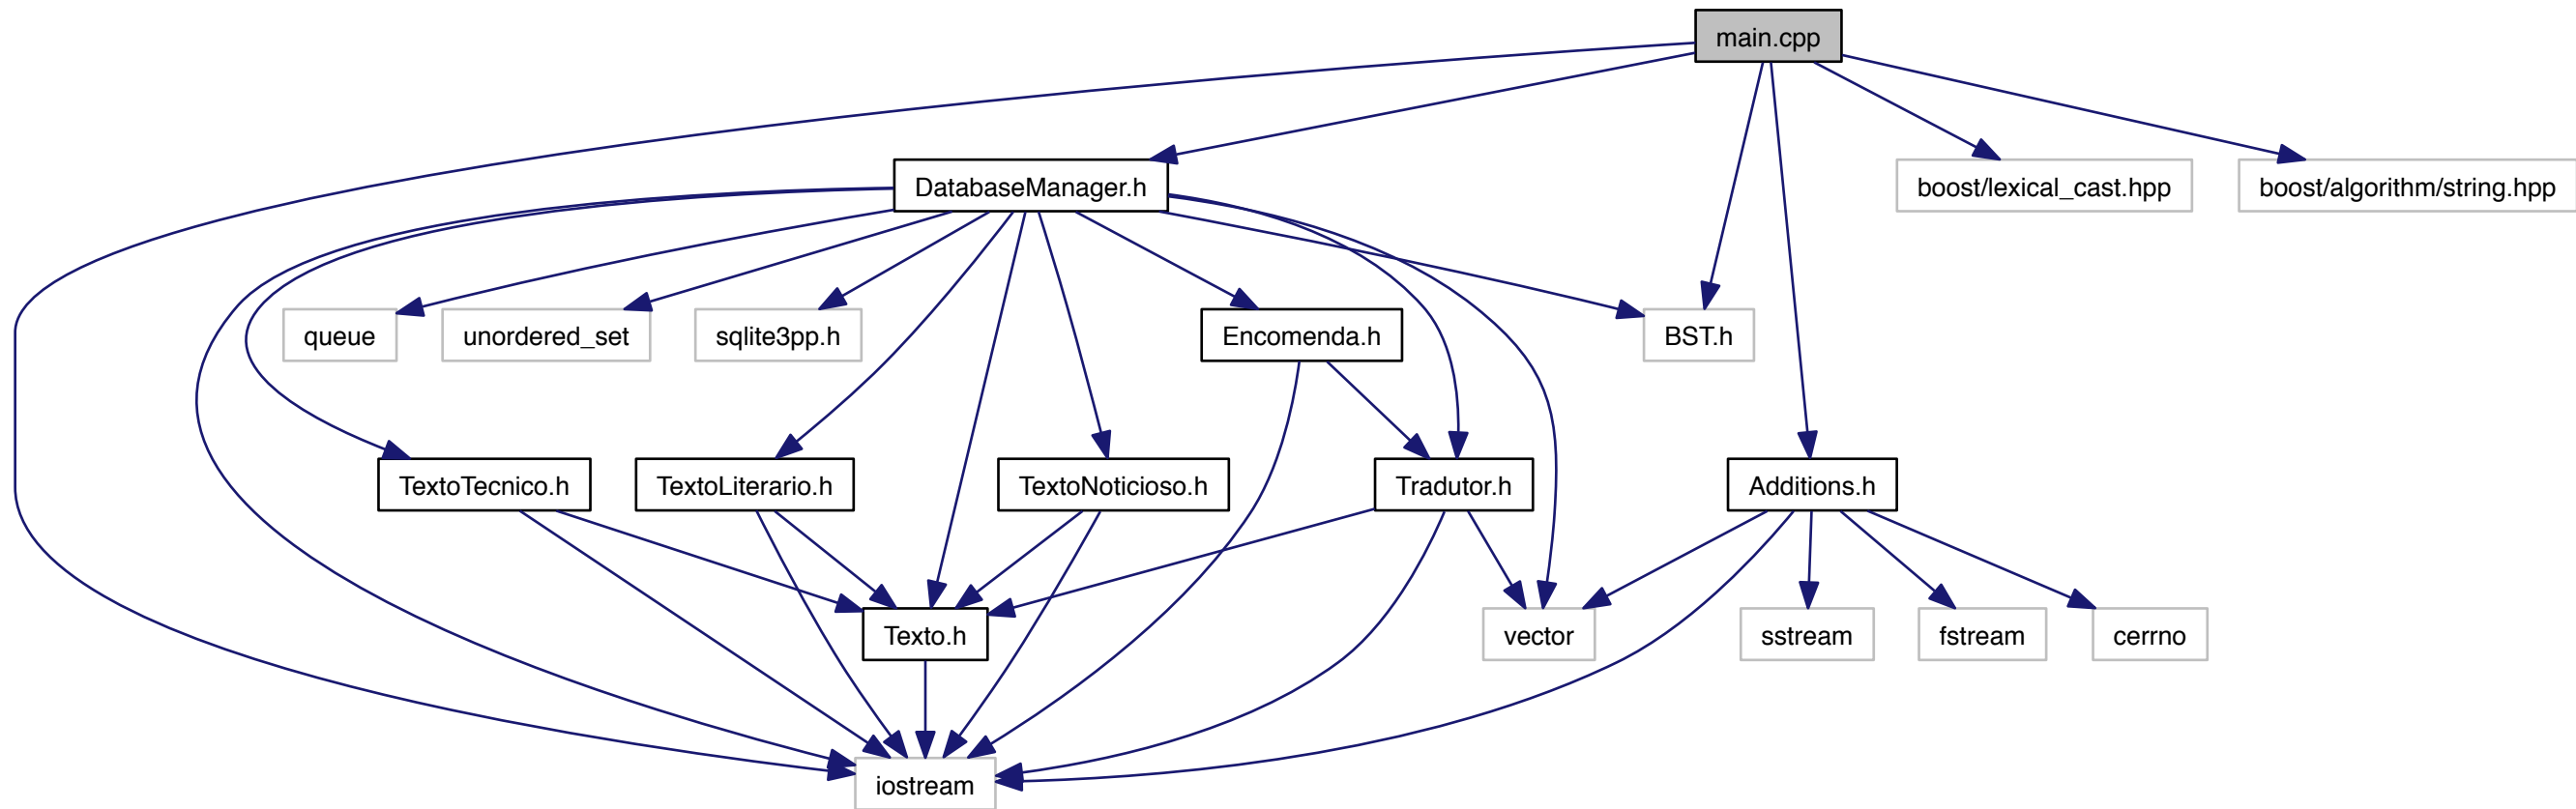 main.cpp
DatabaseManager.h
boost/lexical_cast.hpp
boost/algorithm/string.hpp
queue
unordered_set
sqlite3pp.h
Encomenda.h
BST.h
TextoTecnico.h
TextoLiterario.h
TextoNoticioso.h
Tradutor.h
Additions.h
Texto.h
vector
sstream
fstream
cerrno
iostream